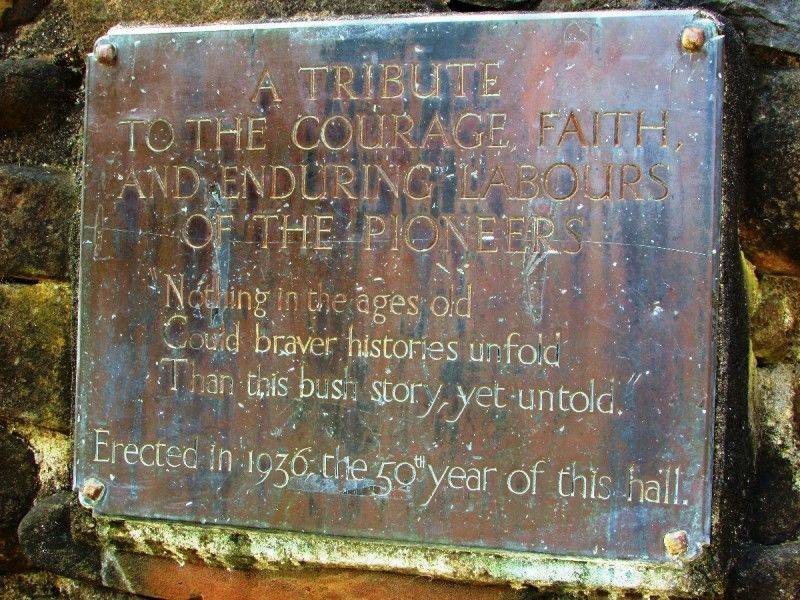 A TRIBUTE
TO THE COURAGE, FAITH,
AND ENDURING LABOURS
OF THE PIONEERS
"Nothing in the ages old
Could braver histories unfold
Than this bush story, yet untold."
Erected in 1936: the 50th year of this hall.